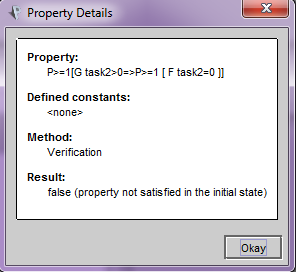 Property Details
Property:
P>=1[G task2>0=>P>=1 [ F task2=0 ]]
Defined constants:
<none>
Method:
Verification
Result:
false (property not satisfied in the initial state)
Okay